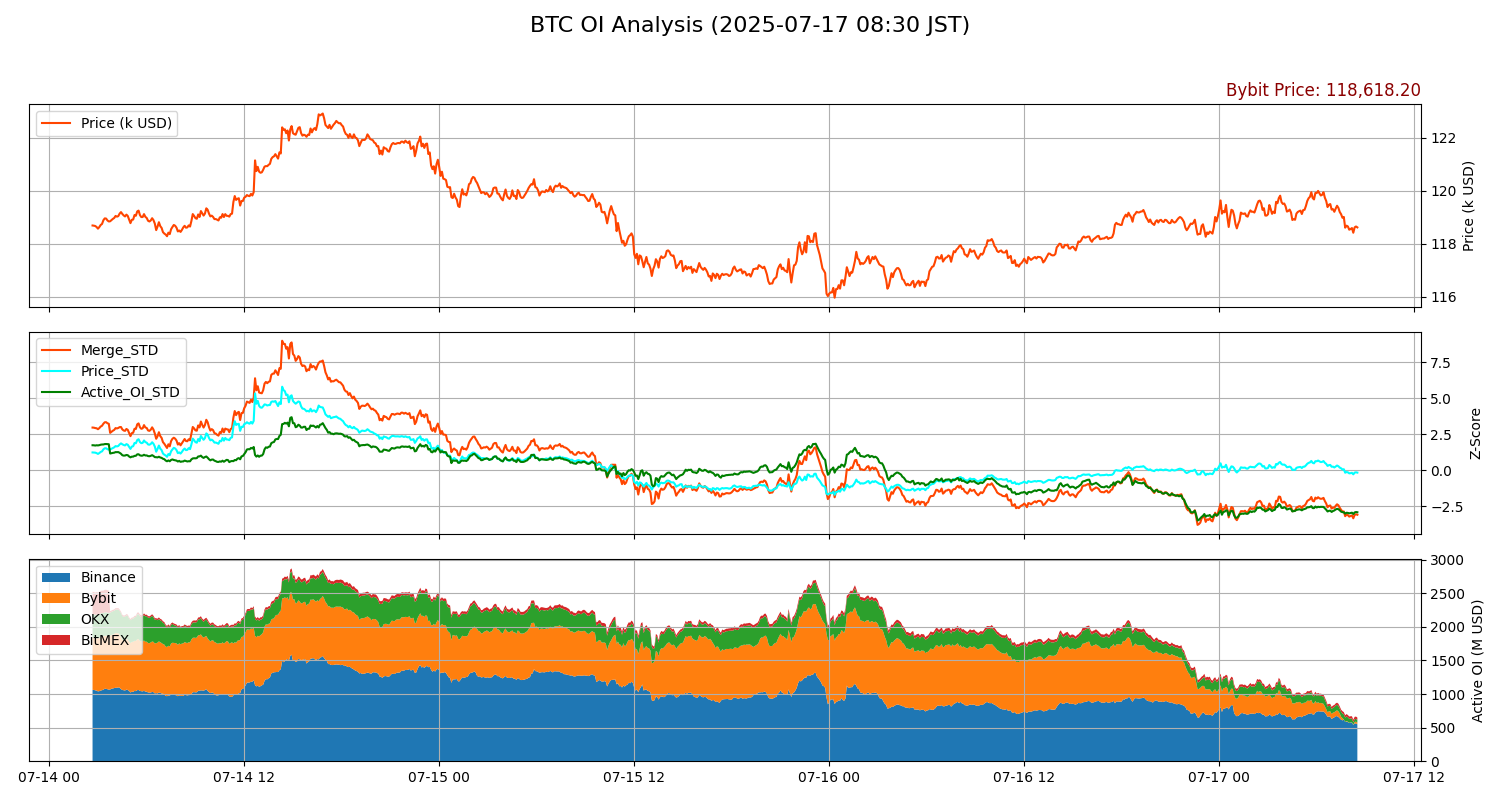 BTC OI Analysis (2025-07-17 08:30 JST)
Bybit Price: 118,618.20
Price (k USD)
122
120
118
116
Price (k USD)
Merge_STD
Price_STD
Active_OI_STD
7.5
5.0
2.5
0.0
−2.5
Z-Score
Binance
Bybit
OKX
BitMEX
3000
2500
2000
1500
1000
500
0
Active OI (M USD)
07-14 00
07-14 12
07-15 00
07-15 12
07-16 00
07-16 12
07-17 00
07-17 12